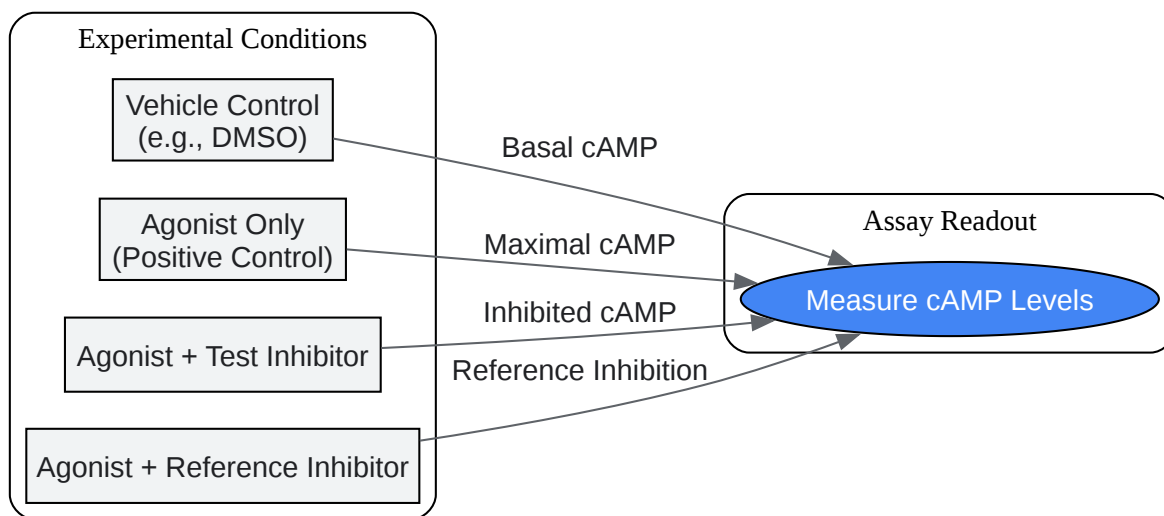 Experimental Conditions
Vehicle Control
(e.g., DMSO)
Basal cAMP
Agonist Only
(Positive Control)
Maximal cAMP
Assay Readout
Measure cAMP Levels
Inhibited cAMP
Agonist + Test Inhibitor
Reference Inhibition
Agonist + Reference Inhibitor